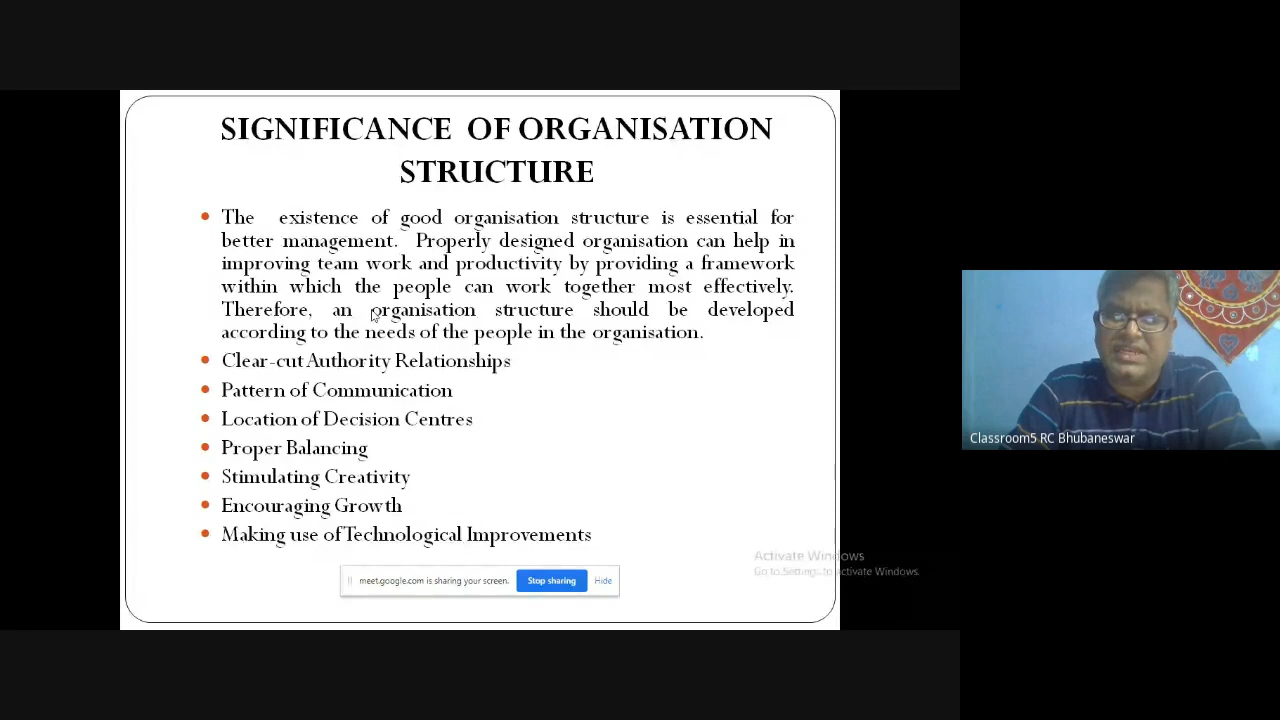 SIGNIFICANCE OF ORGANISATION
STRUCTURE
The existence of good organisation structure is essential for
better management. Properly designed organisation can help in
improving team work and productivity by providing a framework
within which the people can work together most effectively.
Therefore, an organisation structure should be developed
according to the needs of the people in the organisation.
Clear-cut Authority Relationships
Pattern of Communication
Location of Decision Centres
Proper Balancing
Stimulating Creativity
Encouraging Growth
Making use of Technological Improvements
meet.google.com is sharing your screen.
Stop sharing
Hide
Activate Windows
Go to Settings to activate Windows.
Classroom5 RC Bhubaneswar